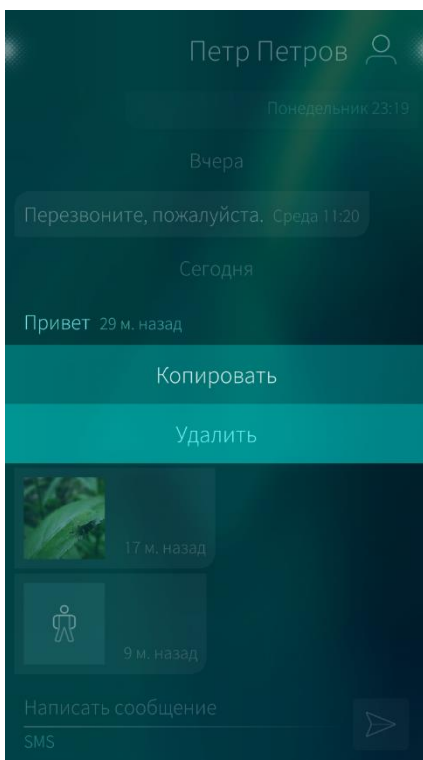 Петр Петров
Понедельник 23:19
Вчера
Перезвоните, пожалуйста. Среда 11:20
Сегодня
Привет 29 м. назад
Копировать
Удалить
17 м. назад
9 м. назад
Написать сообщение
SMS